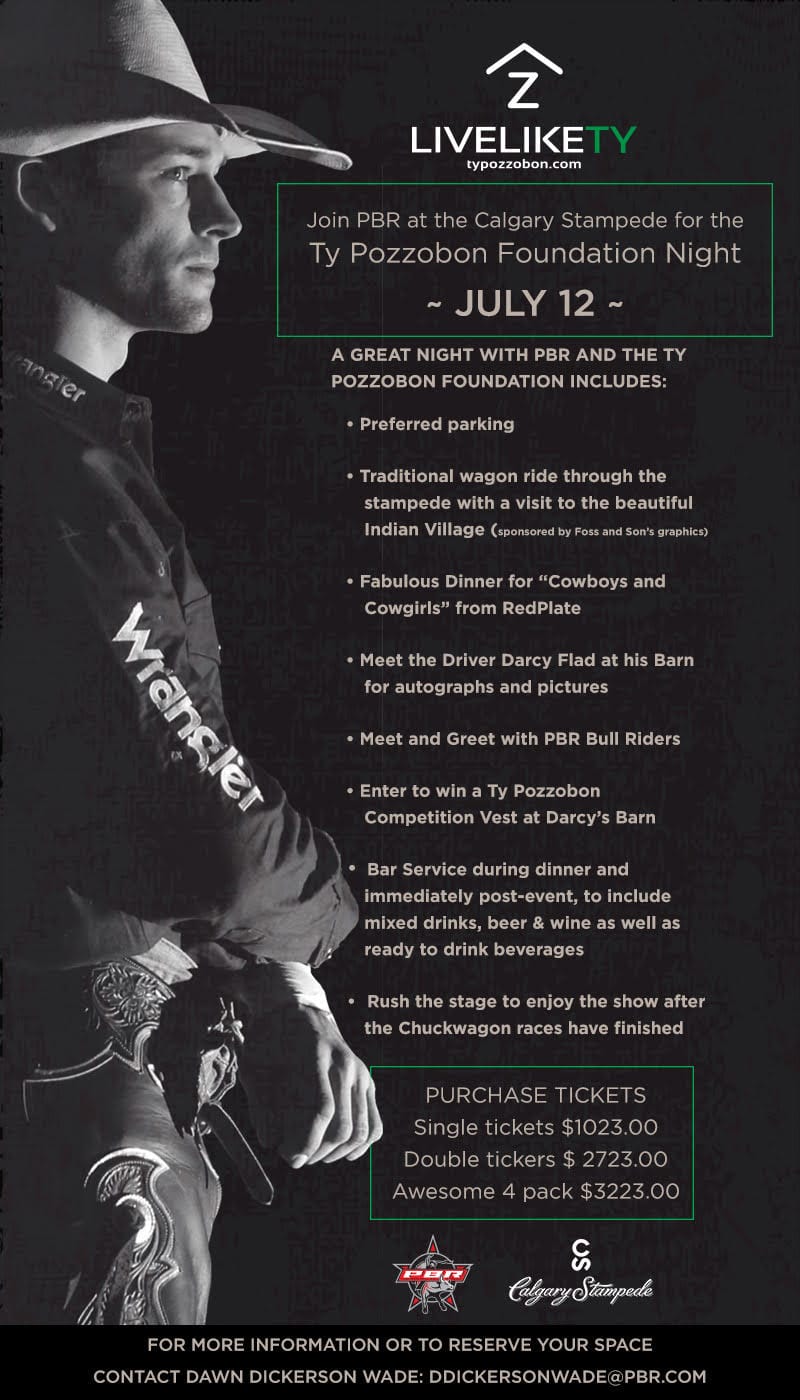 Z
LIVELIKETY
typozzobon.com
Join PBR at the Calgary Stampede for the
Ty Pozzobon Foundation Night
~ JULY 12 ~
A GREAT NIGHT WITH PBR AND THE TY
POZZOBON FOUNDATION INCLUDES:
• Preferred parking
• Traditional wagon ride through the
stampede with a visit to the beautiful
Indian Village (sponsored by Foss and Son's graphics)
• Fabulous Dinner for “Cowboys and
Cowgirls” from RedPlate
• Meet the Driver Darcy Flad at his Barn
for autographs and pictures
• Meet and Greet with PBR Bull Riders
• Enter to win a Ty Pozzobon
Competition Vest at Darcy’s Barn
• Bar Service during dinner and
immediately post-event, to include
mixed drinks, beer & wine as well as
ready to drink beverages
• Rush the stage to enjoy the show after
the Chuckwagon races have finished
Wrangler
Wrangler
PURCHASE TICKETS
Single tickets $1023.00
Double tickers $ 2723.00
Awesome 4 pack $3223.00
PBR
CS
Calgary Stampede
FOR MORE INFORMATION OR TO RESERVE YOUR SPACE
CONTACT DAWN DICKERSON WADE: DDICKERSONWADE@PBR.COM